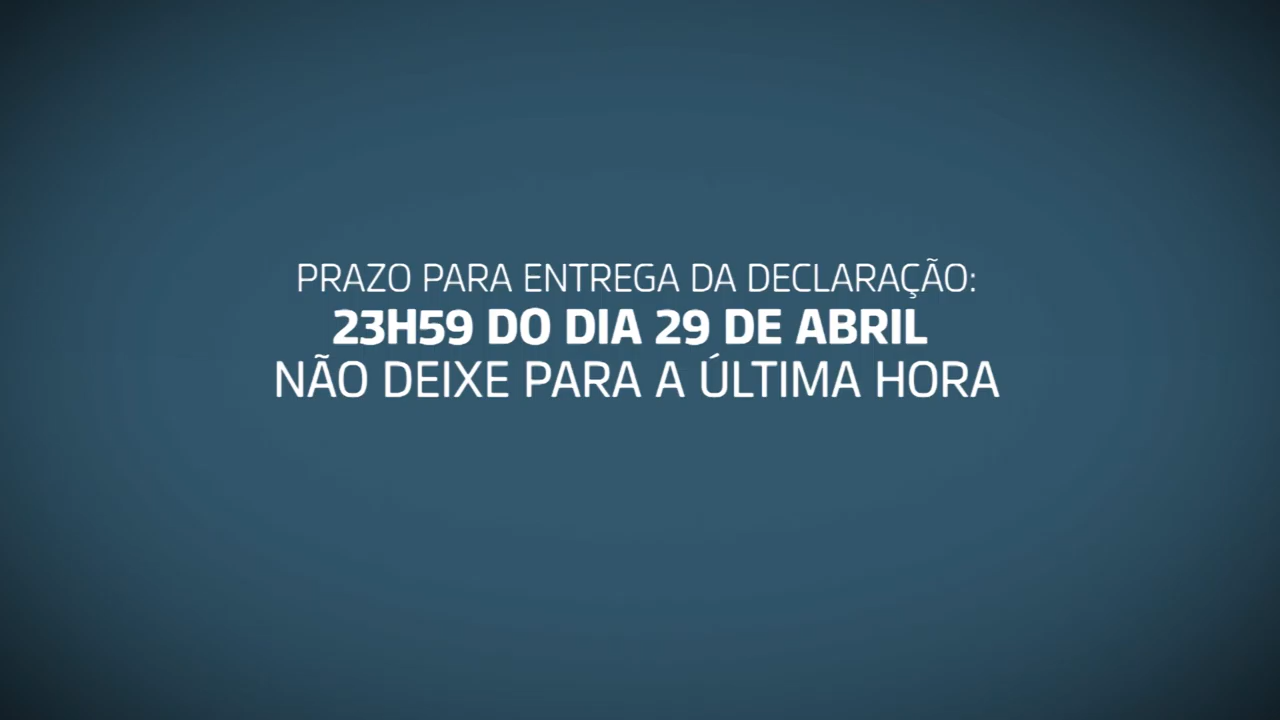 PRAZO PARA ENTREGA DA DECLARAÇÃO:
23H59 DO DIA 29 DE ABRIL
NÃO DEIXE PARA A ÚLTIMA HORA